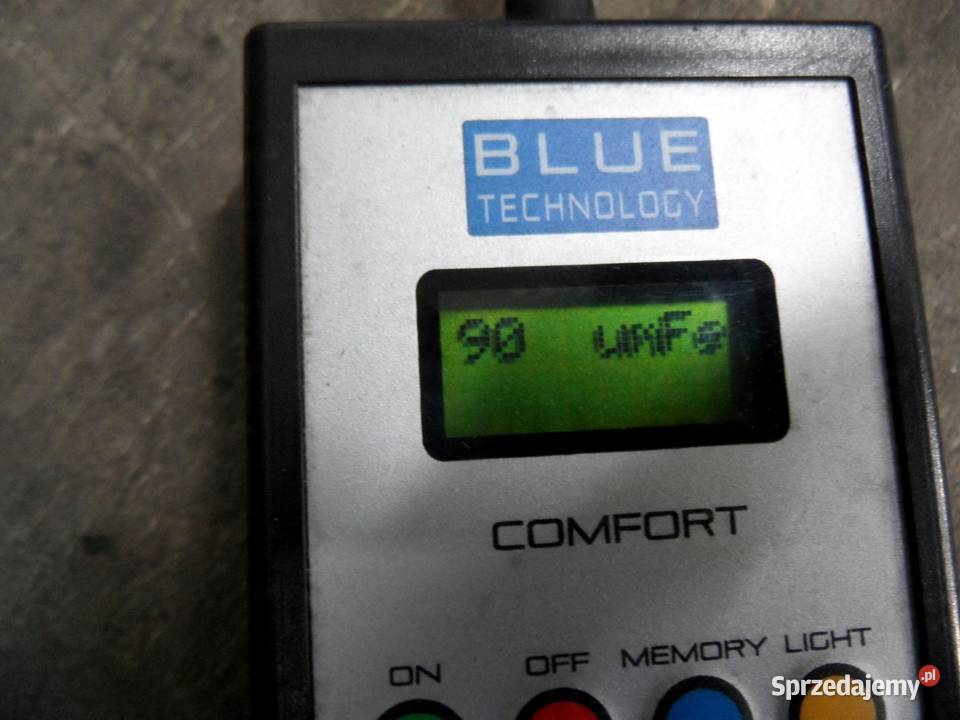 BLUE
TECHNOLOGY
90 umFe
COMFORT
ON OFF MEMORY LIGHT
Sprzedajemy.pl